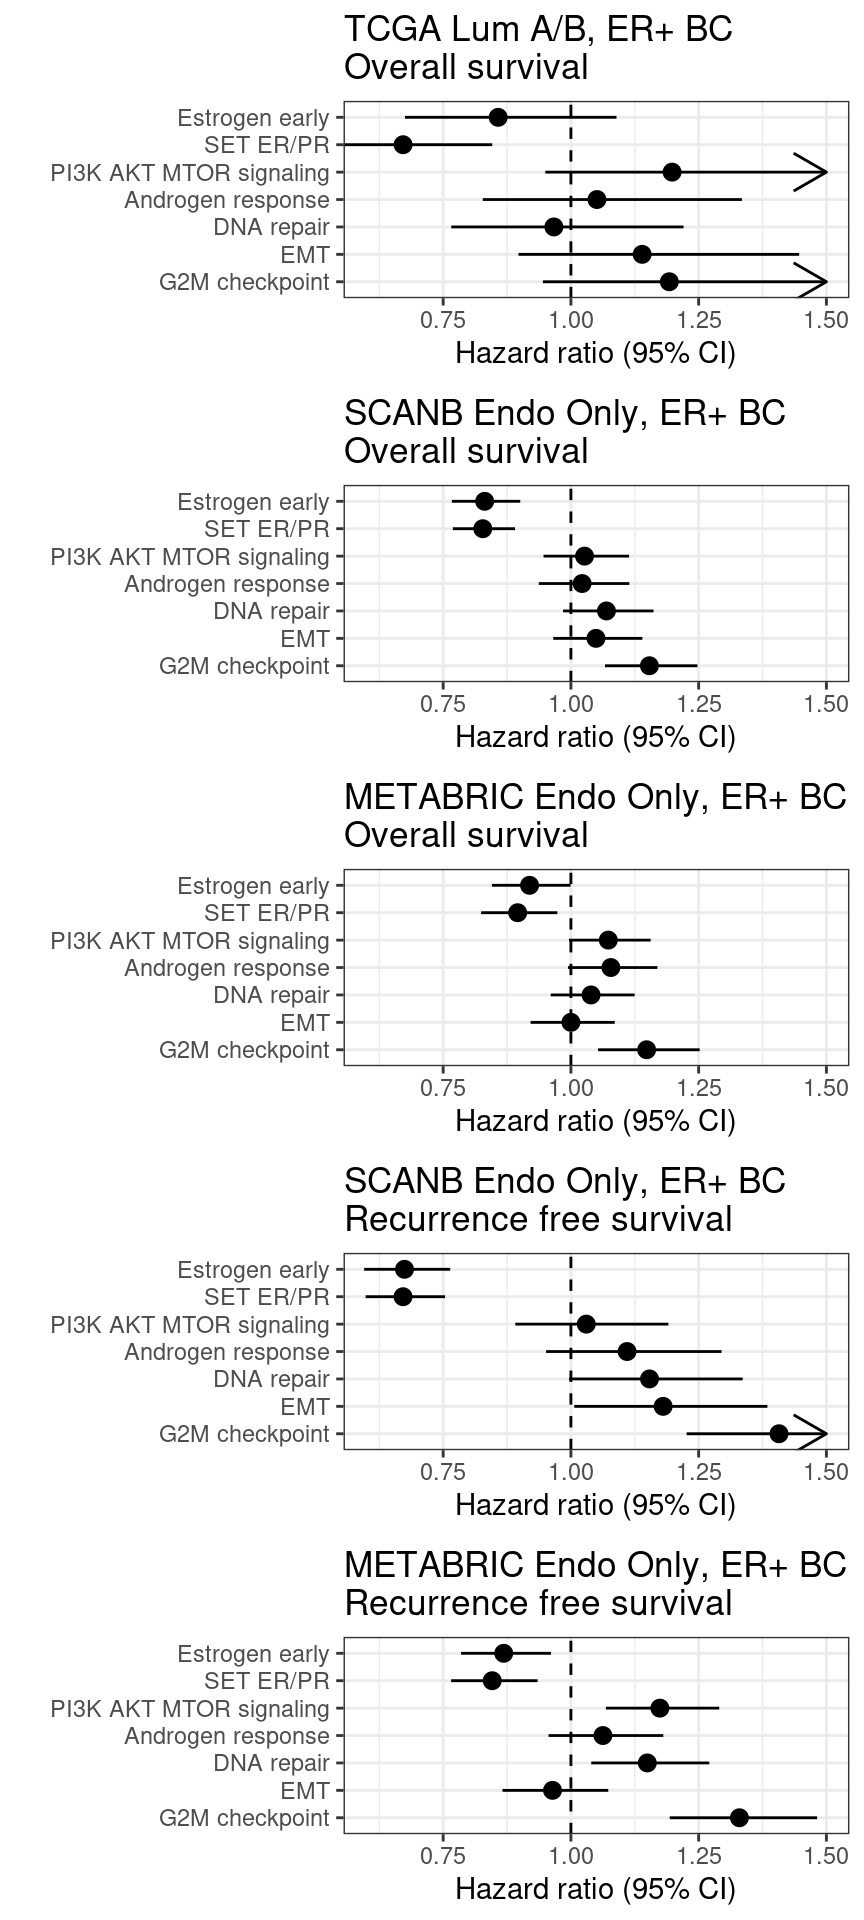 TCGA Lum A/B, ER+ BC
Overall survival
Estrogen early
SET ER/PR
PI3K AKT MTOR signaling
Androgen response
DNA repair
EMT
G2M checkpoint
0.75 1.00 1.25 1.50
Hazard ratio (95% CI)
SCANB Endo Only, ER+ BC
Overall survival
Estrogen early
SET ER/PR
PI3K AKT MTOR signaling
Androgen response
DNA repair
EMT
G2M checkpoint
0.75 1.00 1.25 1.50
Hazard ratio (95% CI)
METABRIC Endo Only, ER+ BC
Overall survival
Estrogen early
SET ER/PR
PI3K AKT MTOR signaling
Androgen response
DNA repair
EMT
G2M checkpoint
0.75 1.00 1.25 1.50
Hazard ratio (95% CI)
SCANB Endo Only, ER+ BC
Recurrence free survival
Estrogen early
SET ER/PR
PI3K AKT MTOR signaling
Androgen response
DNA repair
EMT
G2M checkpoint
0.75 1.00 1.25 1.50
Hazard ratio (95% CI)
METABRIC Endo Only, ER+ BC
Recurrence free survival
Estrogen early
SET ER/PR
PI3K AKT MTOR signaling
Androgen response
DNA repair
EMT
G2M checkpoint
0.75 1.00 1.25 1.50
Hazard ratio (95% CI)